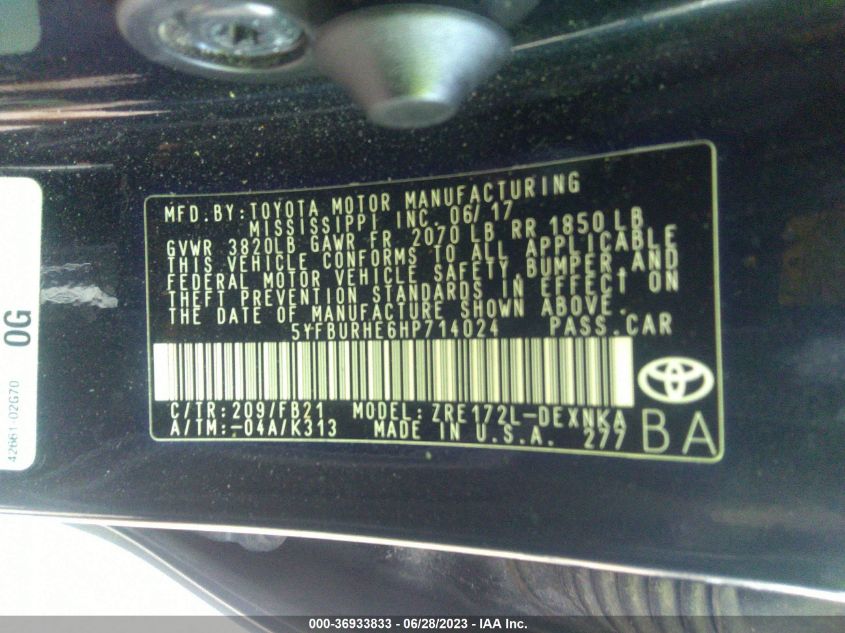 MFD.BY:TOYOTA MOTOR MANUFACTURING
MISSISSIPPI INC. 06/17
GVWR 3820LB GAWR FR 2070 LB RR 1850 LB
THIS VEHICLE CONFORMS TO ALL APPLICABLE
FEDERAL MOTOR VEHICLE SAFETY,BUMPER,AND
THEFT PREVENTION STANDARDS IN EFFECT ON
THE DATE OF MANUFACTURE SHOWN ABOVE.
5YFBURHE6HP714024 PASS.CAR
C/TR:209/FB21 MODEL:ZRE172L-DEXNKA
A/TM:-04A/K313 MADE IN U.S.A. 277
BA
0G
42661-02G70
000-36933833 - 06/28/2023 - IAA Inc.